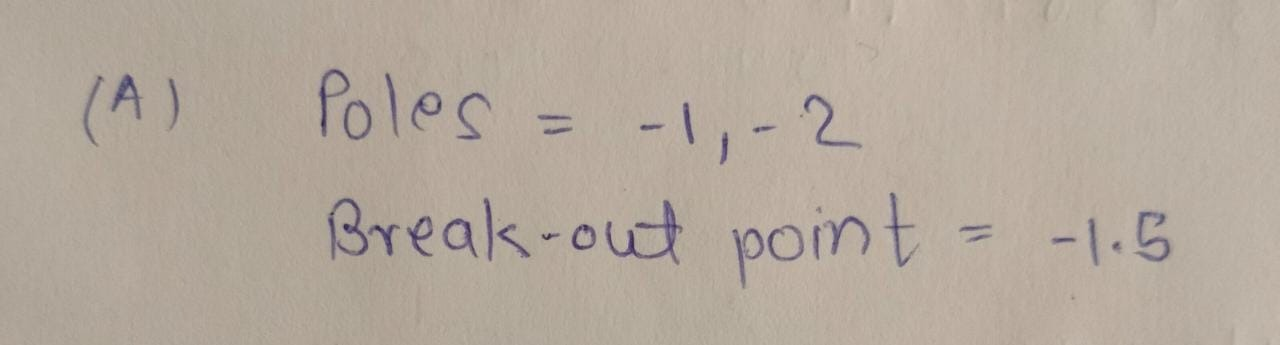 (A) Poles = -1, -2
Break-out point = -1.5